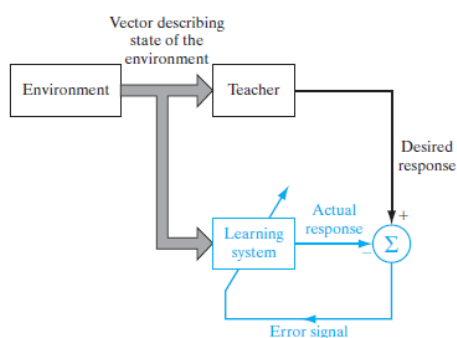 Vector describing
state of the
environment
Environment
Teacher
Desired
response
+
Actual
response
Learning
system
−
Σ
Error signal